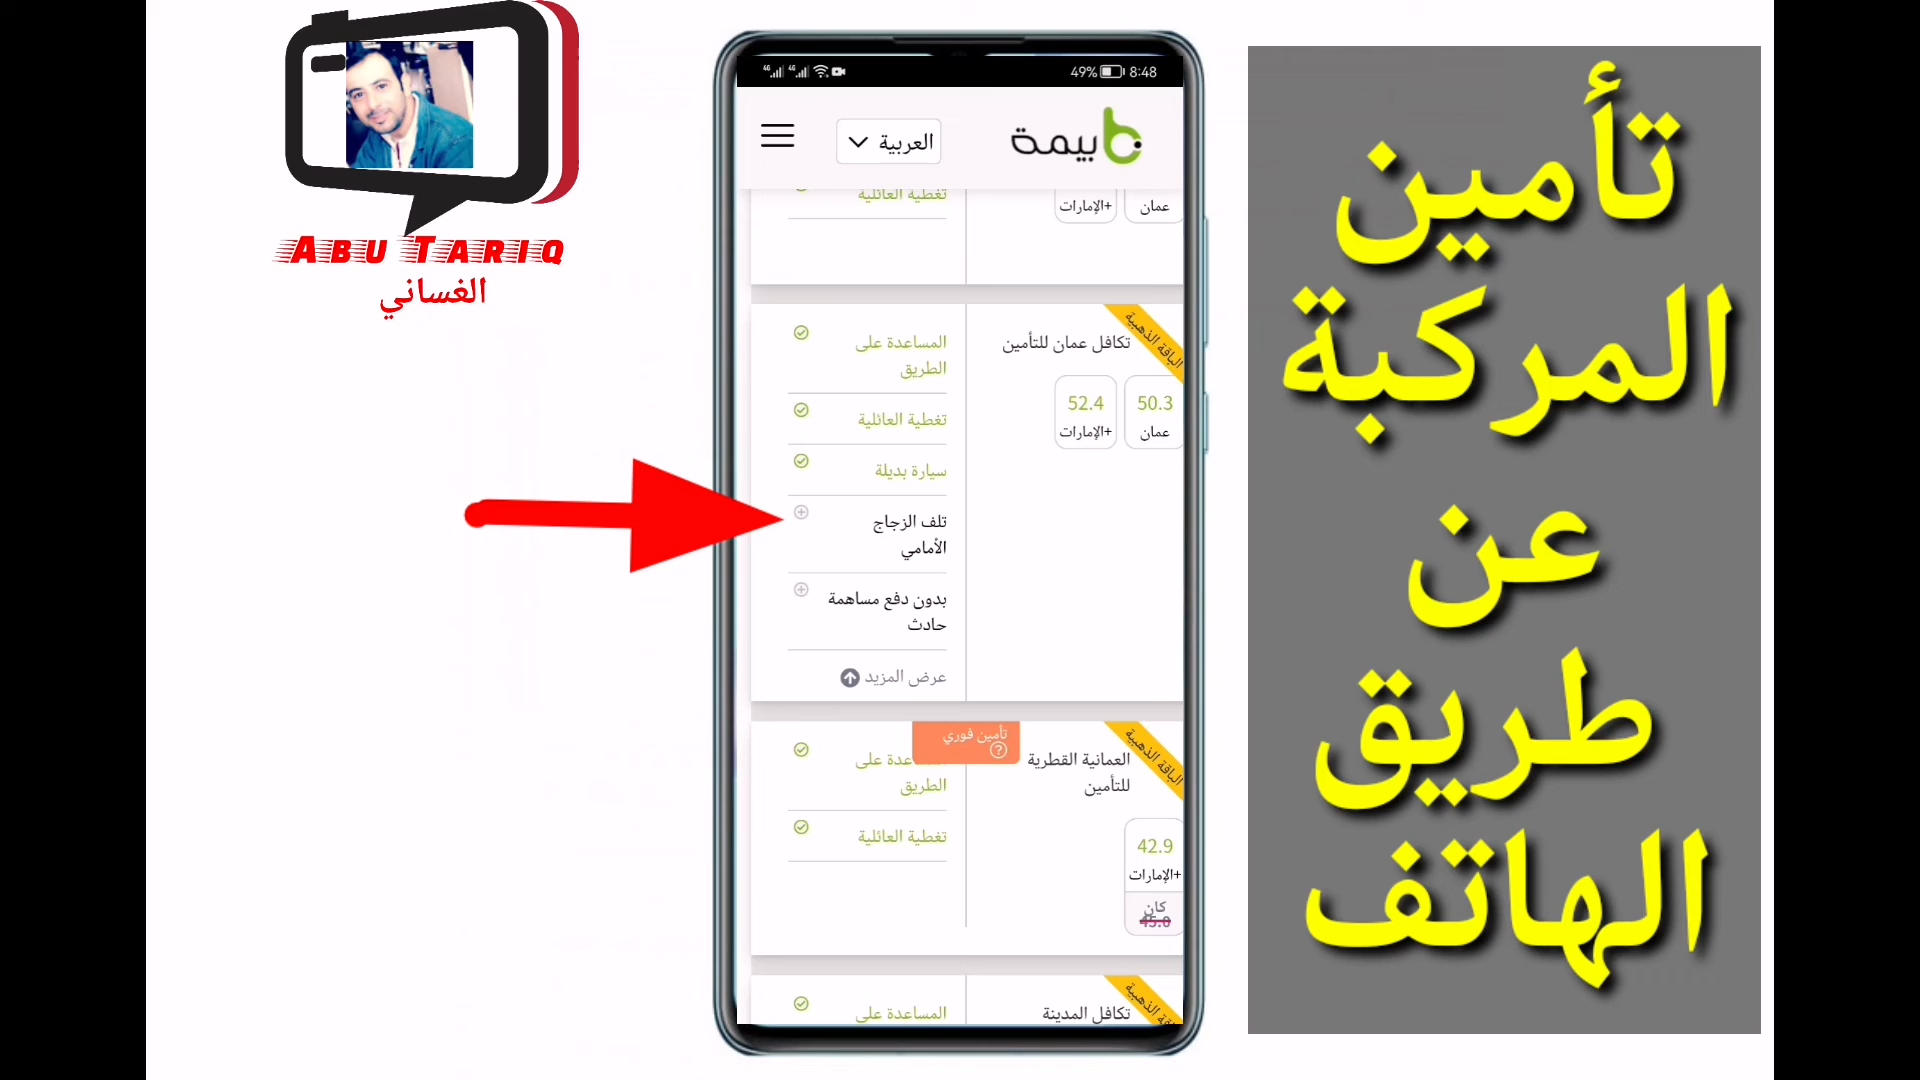 ABU TARIQ
الغساني
49% 8:48
بيمة
العربية
تغطية العائلية
عمان
+الإمارات
الباقة الذهبية
تكافل عمان للتأمين
50.3
عمان
52.4
+الإمارات
المساعدة على
الطريق
تغطية العائلية
سيارة بديلة
تلف الزجاج
الأمامي
بدون دفع مساهمة
حادث
عرض المزيد
الباقة الذهبية
تأمين فوري
العمانية القطرية
للتأمين
42.9
+الإمارات
كان
45.0
الطريق
تغطية العائلية
تكافل المدينة
المساعدة على
تأمين
المركبة
عن
طريق
الهاتف